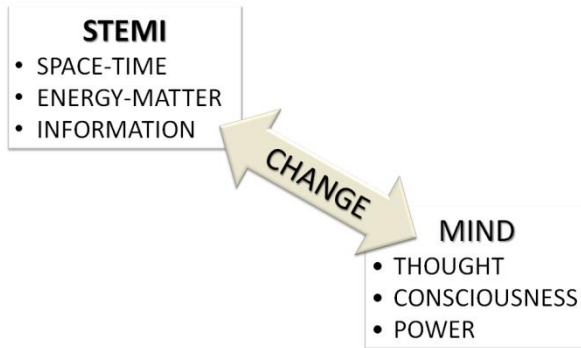 STEMI
• SPACE-TIME
• ENERGY-MATTER
• INFORMATION
CHANGE
MIND
• THOUGHT
• CONSCIOUSNESS
• POWER